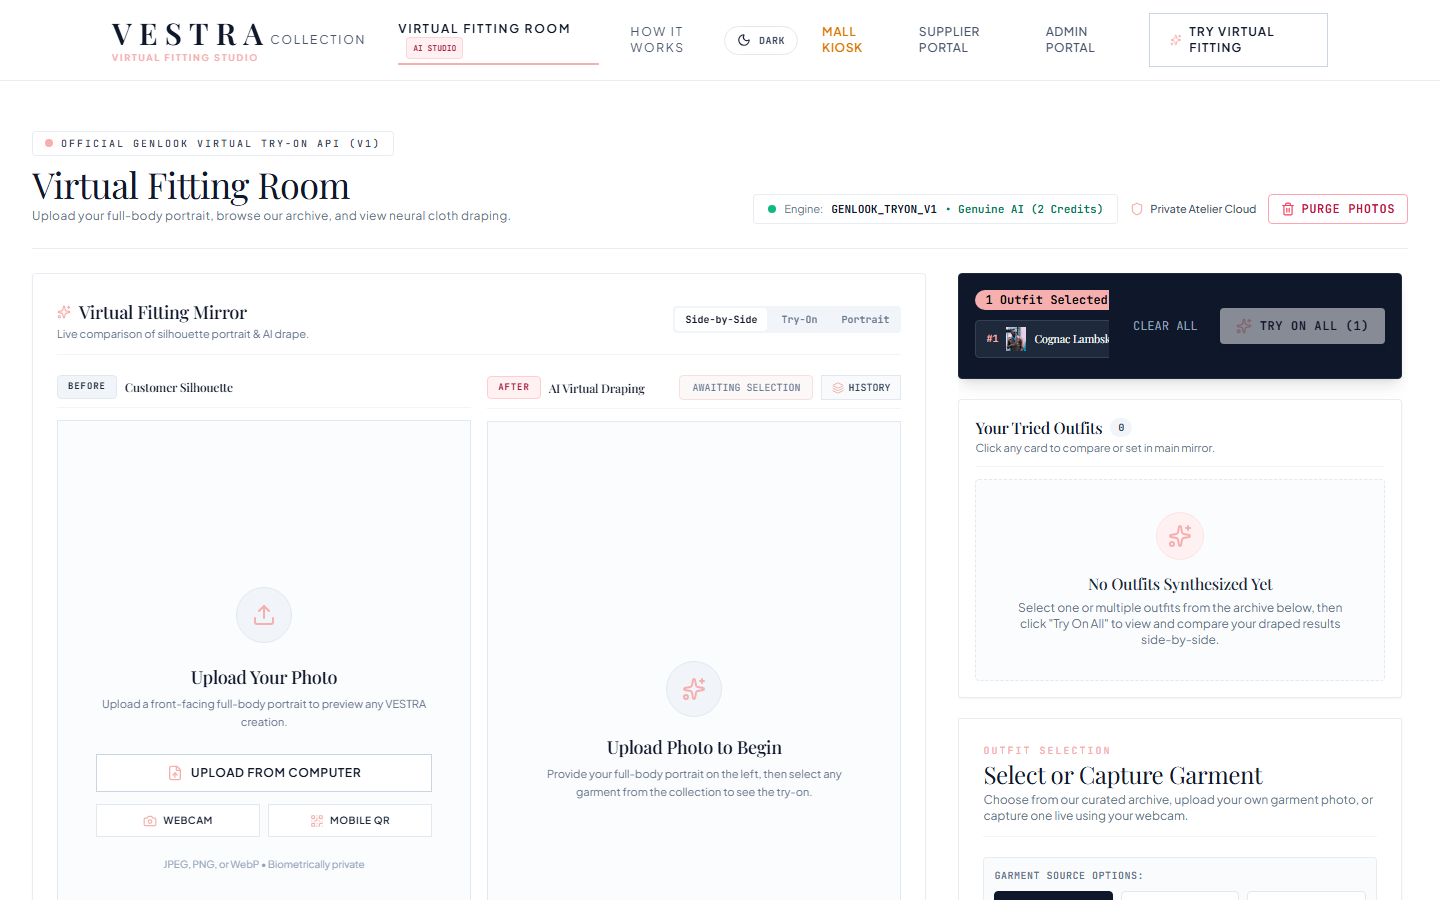 VESTRA
VIRTUAL FITTING STUDIO
COLLECTION
VIRTUAL FITTING ROOM
AI STUDIO
HOW IT
WORKS
DARK
MALL
KIOSK
SUPPLIER
PORTAL
ADMIN
PORTAL
TRY VIRTUAL
FITTING
OFFICIAL GENLOOK VIRTUAL TRY-ON API (V1)
Virtual Fitting Room
Upload your full-body portrait, browse our archive, and view neural cloth draping.
Engine: GENLOOK_TRYON_V1 • Genuine AI (2 Credits)
Private Atelier Cloud
PURGE PHOTOS
Virtual Fitting Mirror
Live comparison of silhouette portrait & AI drape.
Side-by-Side
Try-On
Portrait
BEFORE
Customer Silhouette
AFTER
AI Virtual Draping
AWAITING SELECTION
HISTORY
Upload Your Photo
Upload a front-facing full-body portrait to preview any VESTRA
creation.
UPLOAD FROM COMPUTER
WEBCAM
MOBILE QR
JPEG, PNG, or WebP • Biometrically private
Upload Photo to Begin
Provide your full-body portrait on the left, then select any
garment from the collection to see the try-on.
1 Outfit Selected
#1
Cognac Lambsk
CLEAR ALL
TRY ON ALL (1)
Your Tried Outfits
0
Click any card to compare or set in main mirror.
No Outfits Synthesized Yet
Select one or multiple outfits from the archive below, then
click "Try On All" to view and compare your draped results
side-by-side.
OUTFIT SELECTION
Select or Capture Garment
Choose from our curated archive, upload your own garment photo, or
capture one live using your webcam.
GARMENT SOURCE OPTIONS: